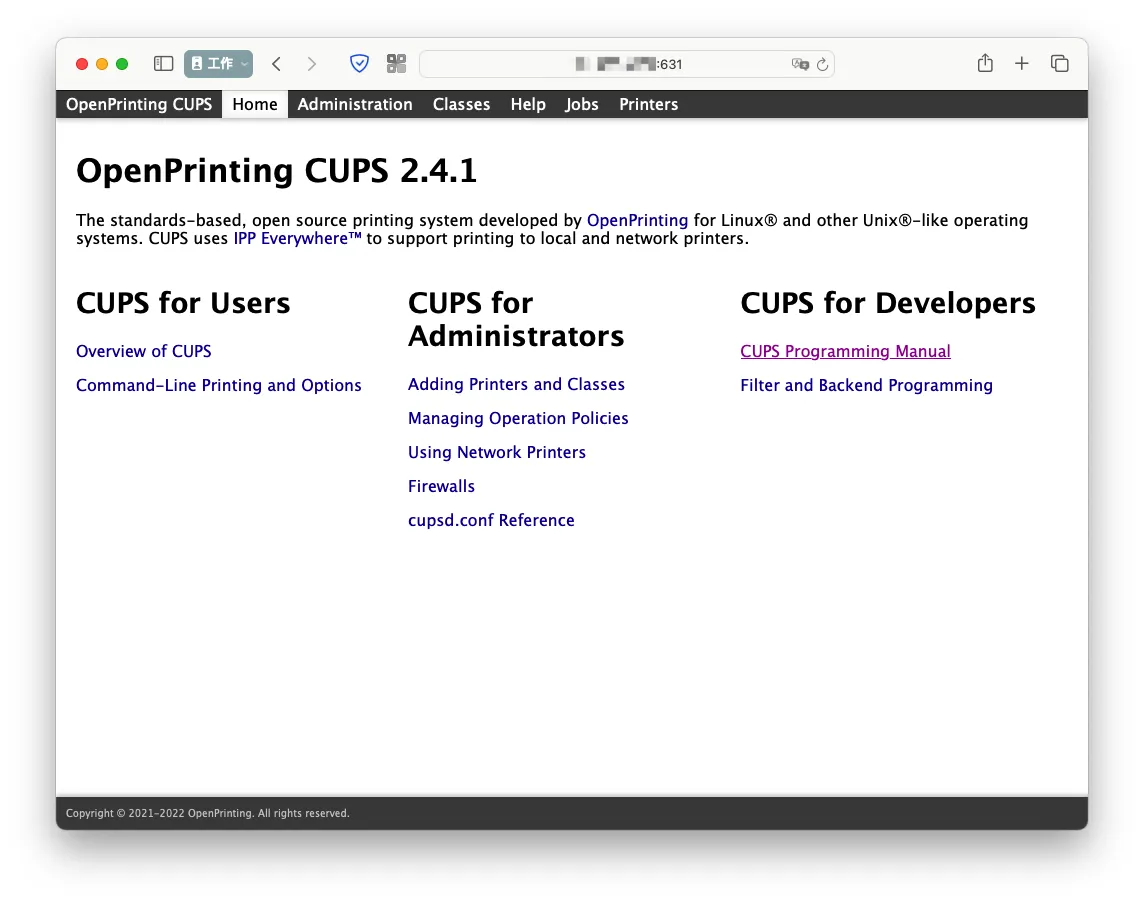 工作
:631
OpenPrinting CUPS Home Administration Classes Help Jobs Printers
OpenPrinting CUPS 2.4.1
The standards-based, open source printing system developed by OpenPrinting for Linux® and other Unix®-like operating
systems. CUPS uses IPP Everywhere™ to support printing to local and network printers.
CUPS for Users
Overview of CUPS
Command-Line Printing and Options
CUPS for
Administrators
Adding Printers and Classes
Managing Operation Policies
Using Network Printers
Firewalls
cupsd.conf Reference
CUPS for Developers
CUPS Programming Manual
Filter and Backend Programming
Copyright © 2021-2022 OpenPrinting. All rights reserved.